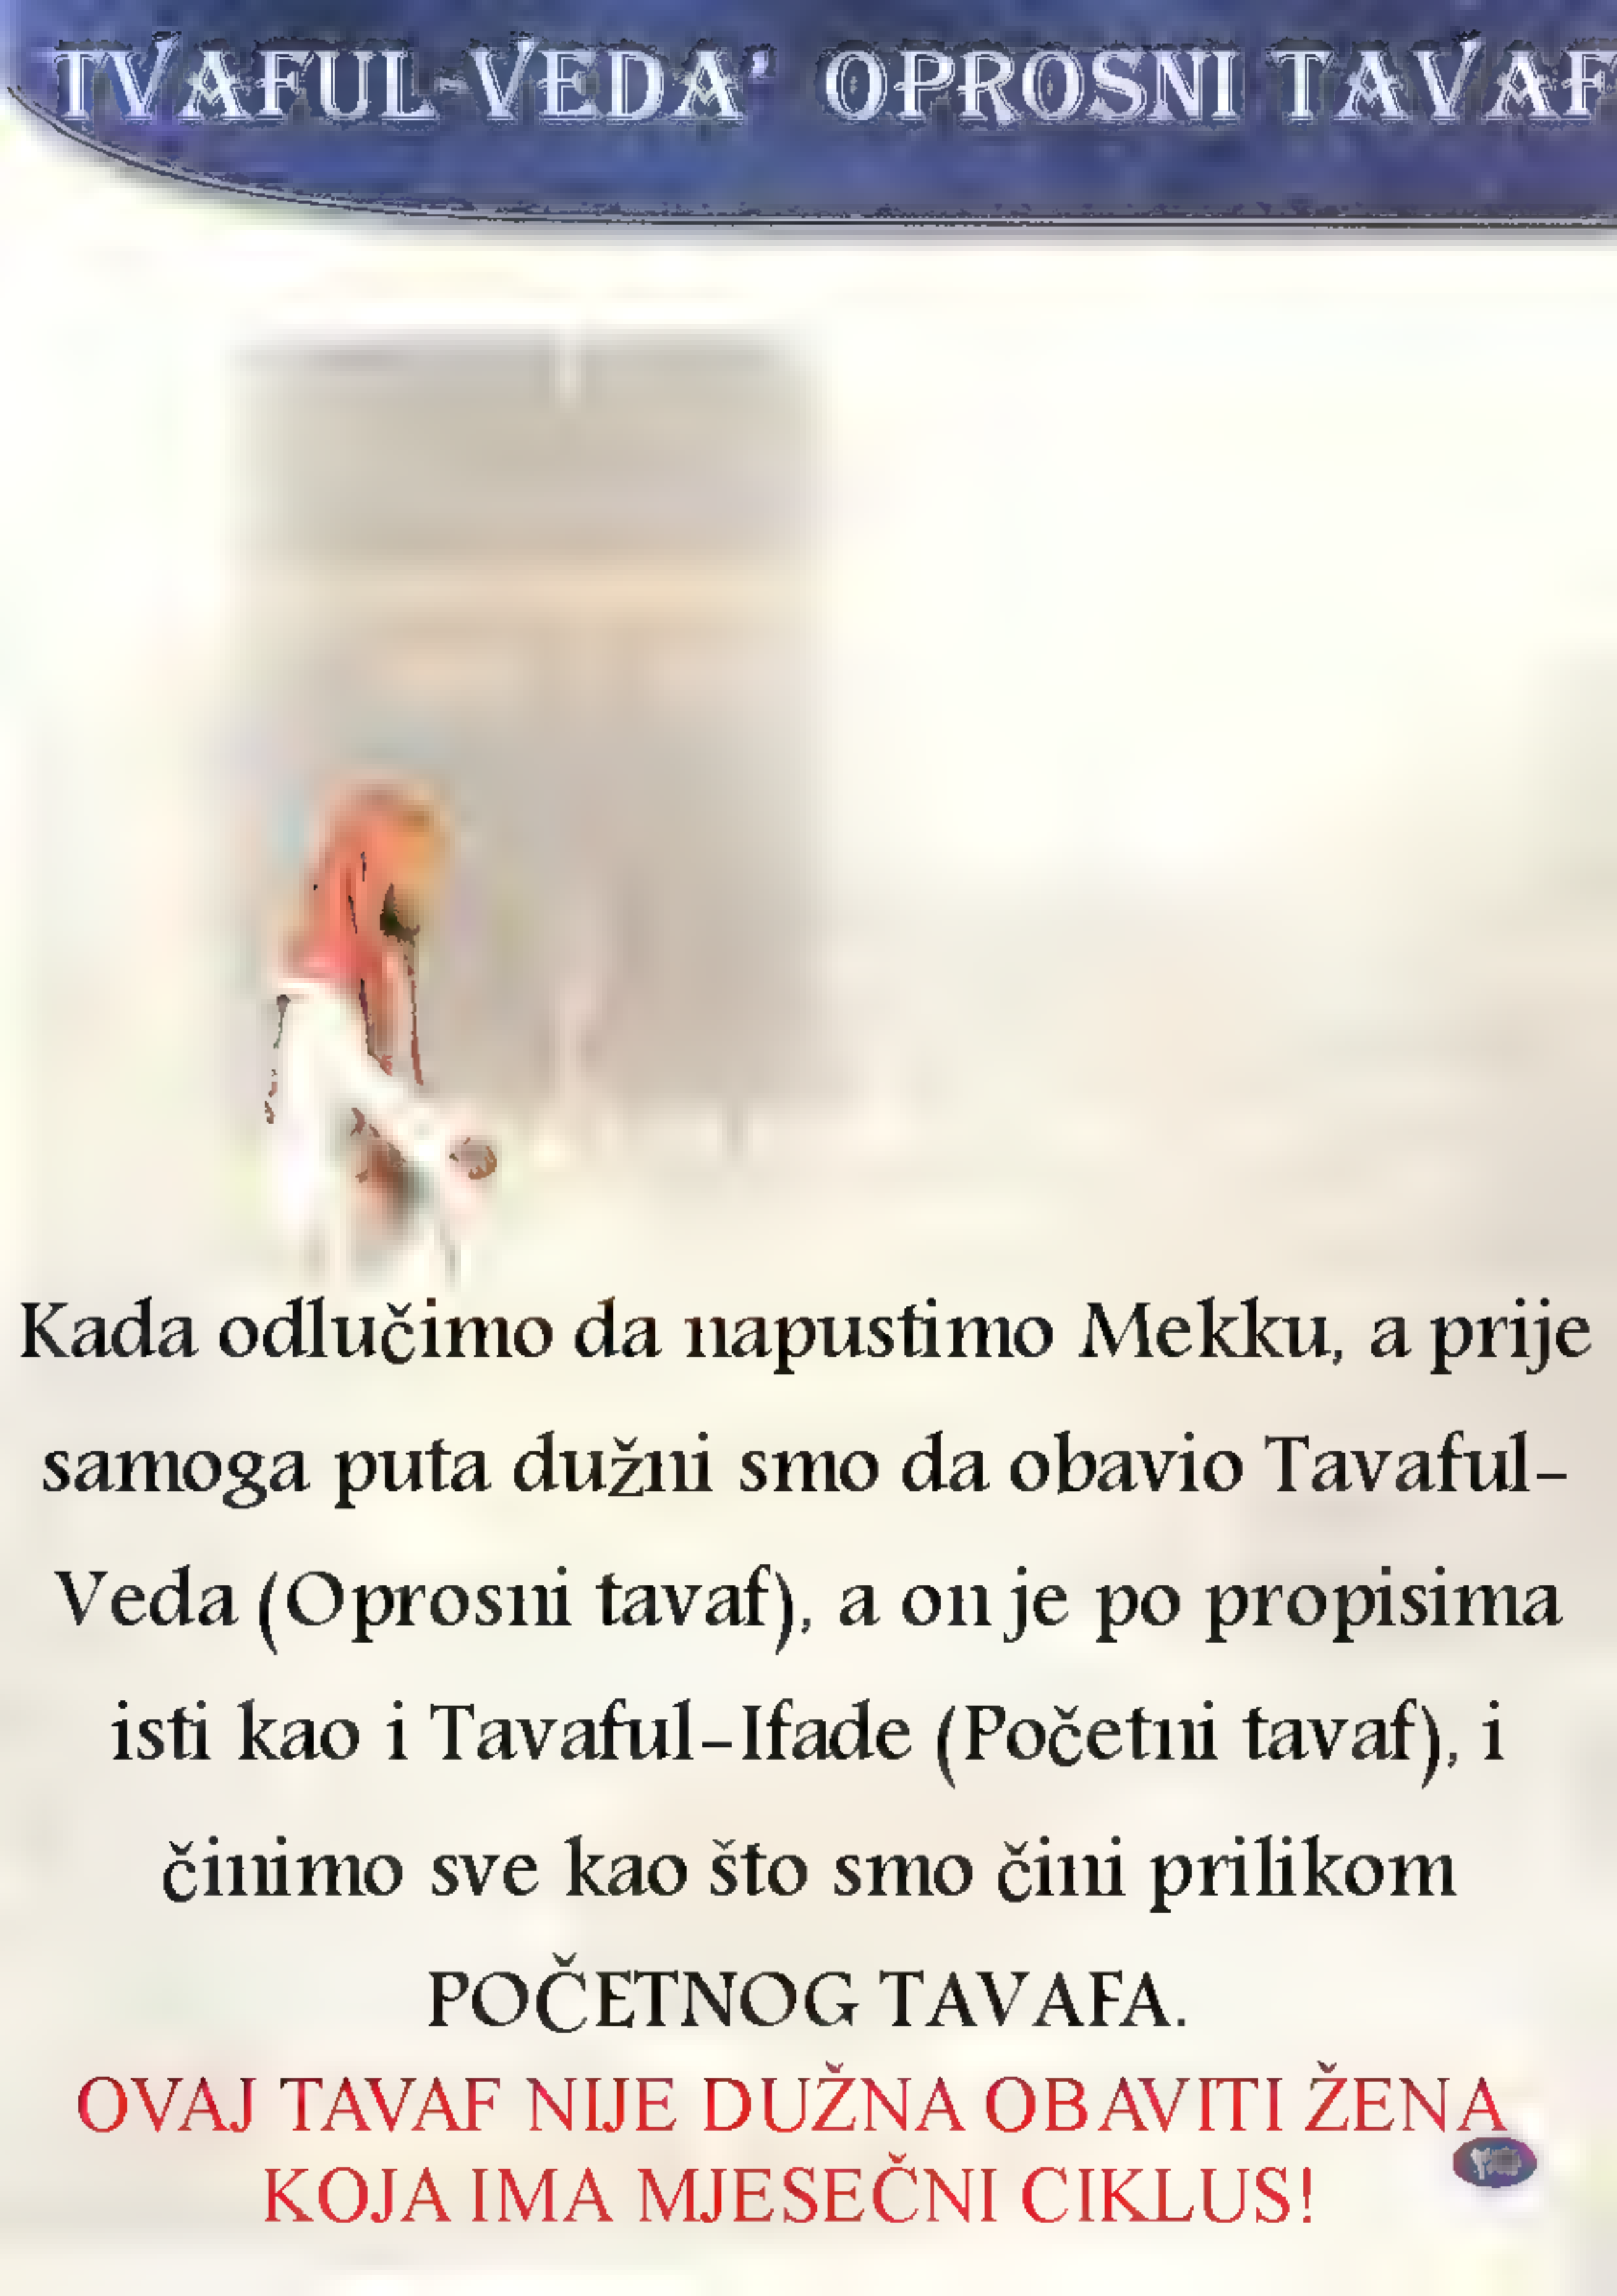 TVAFUL-VEDA' OPROSNI TAVAF
Kada odlučimo da napustimo Mekku, a prije
samoga puta dužni smo da obavio Tavaful-
Veda (Oprosni tavaf), a on je po propisima
isti kao i Tavaful-Ifade (Početni tavaf), i
činimo sve kao što smo čini prilikom
POČETNOG TAVAFA.
OVAJ TAVAF NIJE DUŽNA OBAVITI ŽENA
KOJA IMA MJESEČNI CIKLUS!